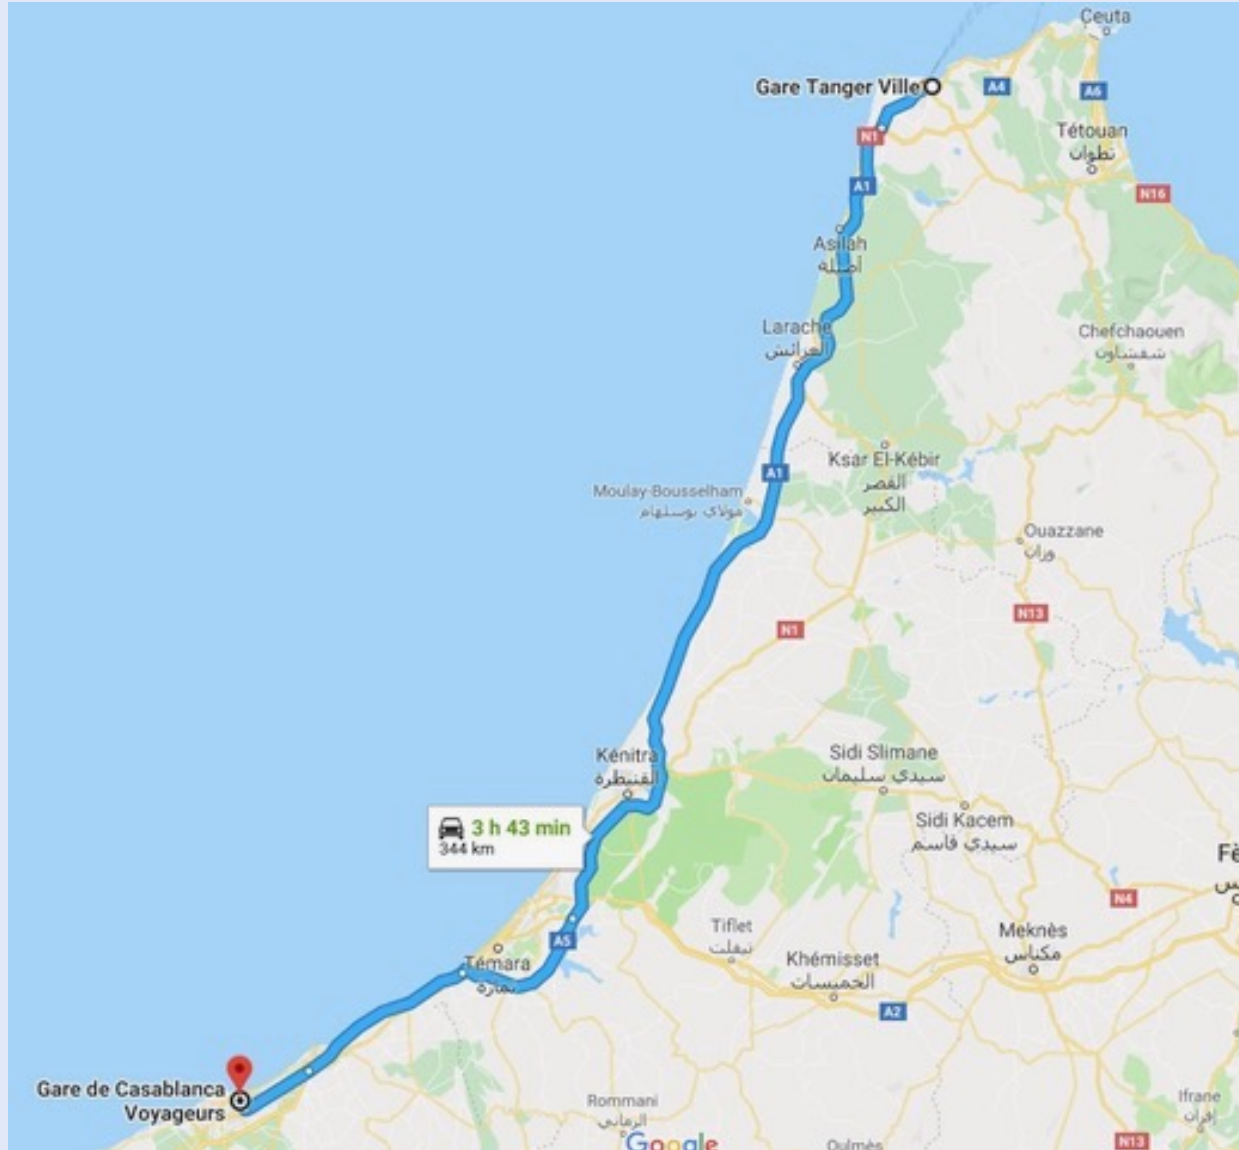 Ceuta
Gare Tanger Ville
A4
A6
Tétouan
تطوان
N1
A1
N16
Asilah
أصيلة
Larache
العرائش
Chefchaouen
شفشاون
A1
Ksar El-Kébir
القصر
الكبير
Moulay-Bousselham
مولاي بوسلهام
Ouazzane
وزان
N13
N1
Kénitra
القنيطرة
Sidi Slimane
سيدي سليمان
3 h 43 min
344 km
Sidi Kacem
سيدي قاسم
Fè
س
N4
Tiflet
تيفلت
A5
Meknès
مكناس
Témara
تمارة
Khémisset
الخميسات
A2
Gare de Casablanca
Voyageurs
Rommani
الرماني
Ifrane
إفران
Google
Oulmès
N13